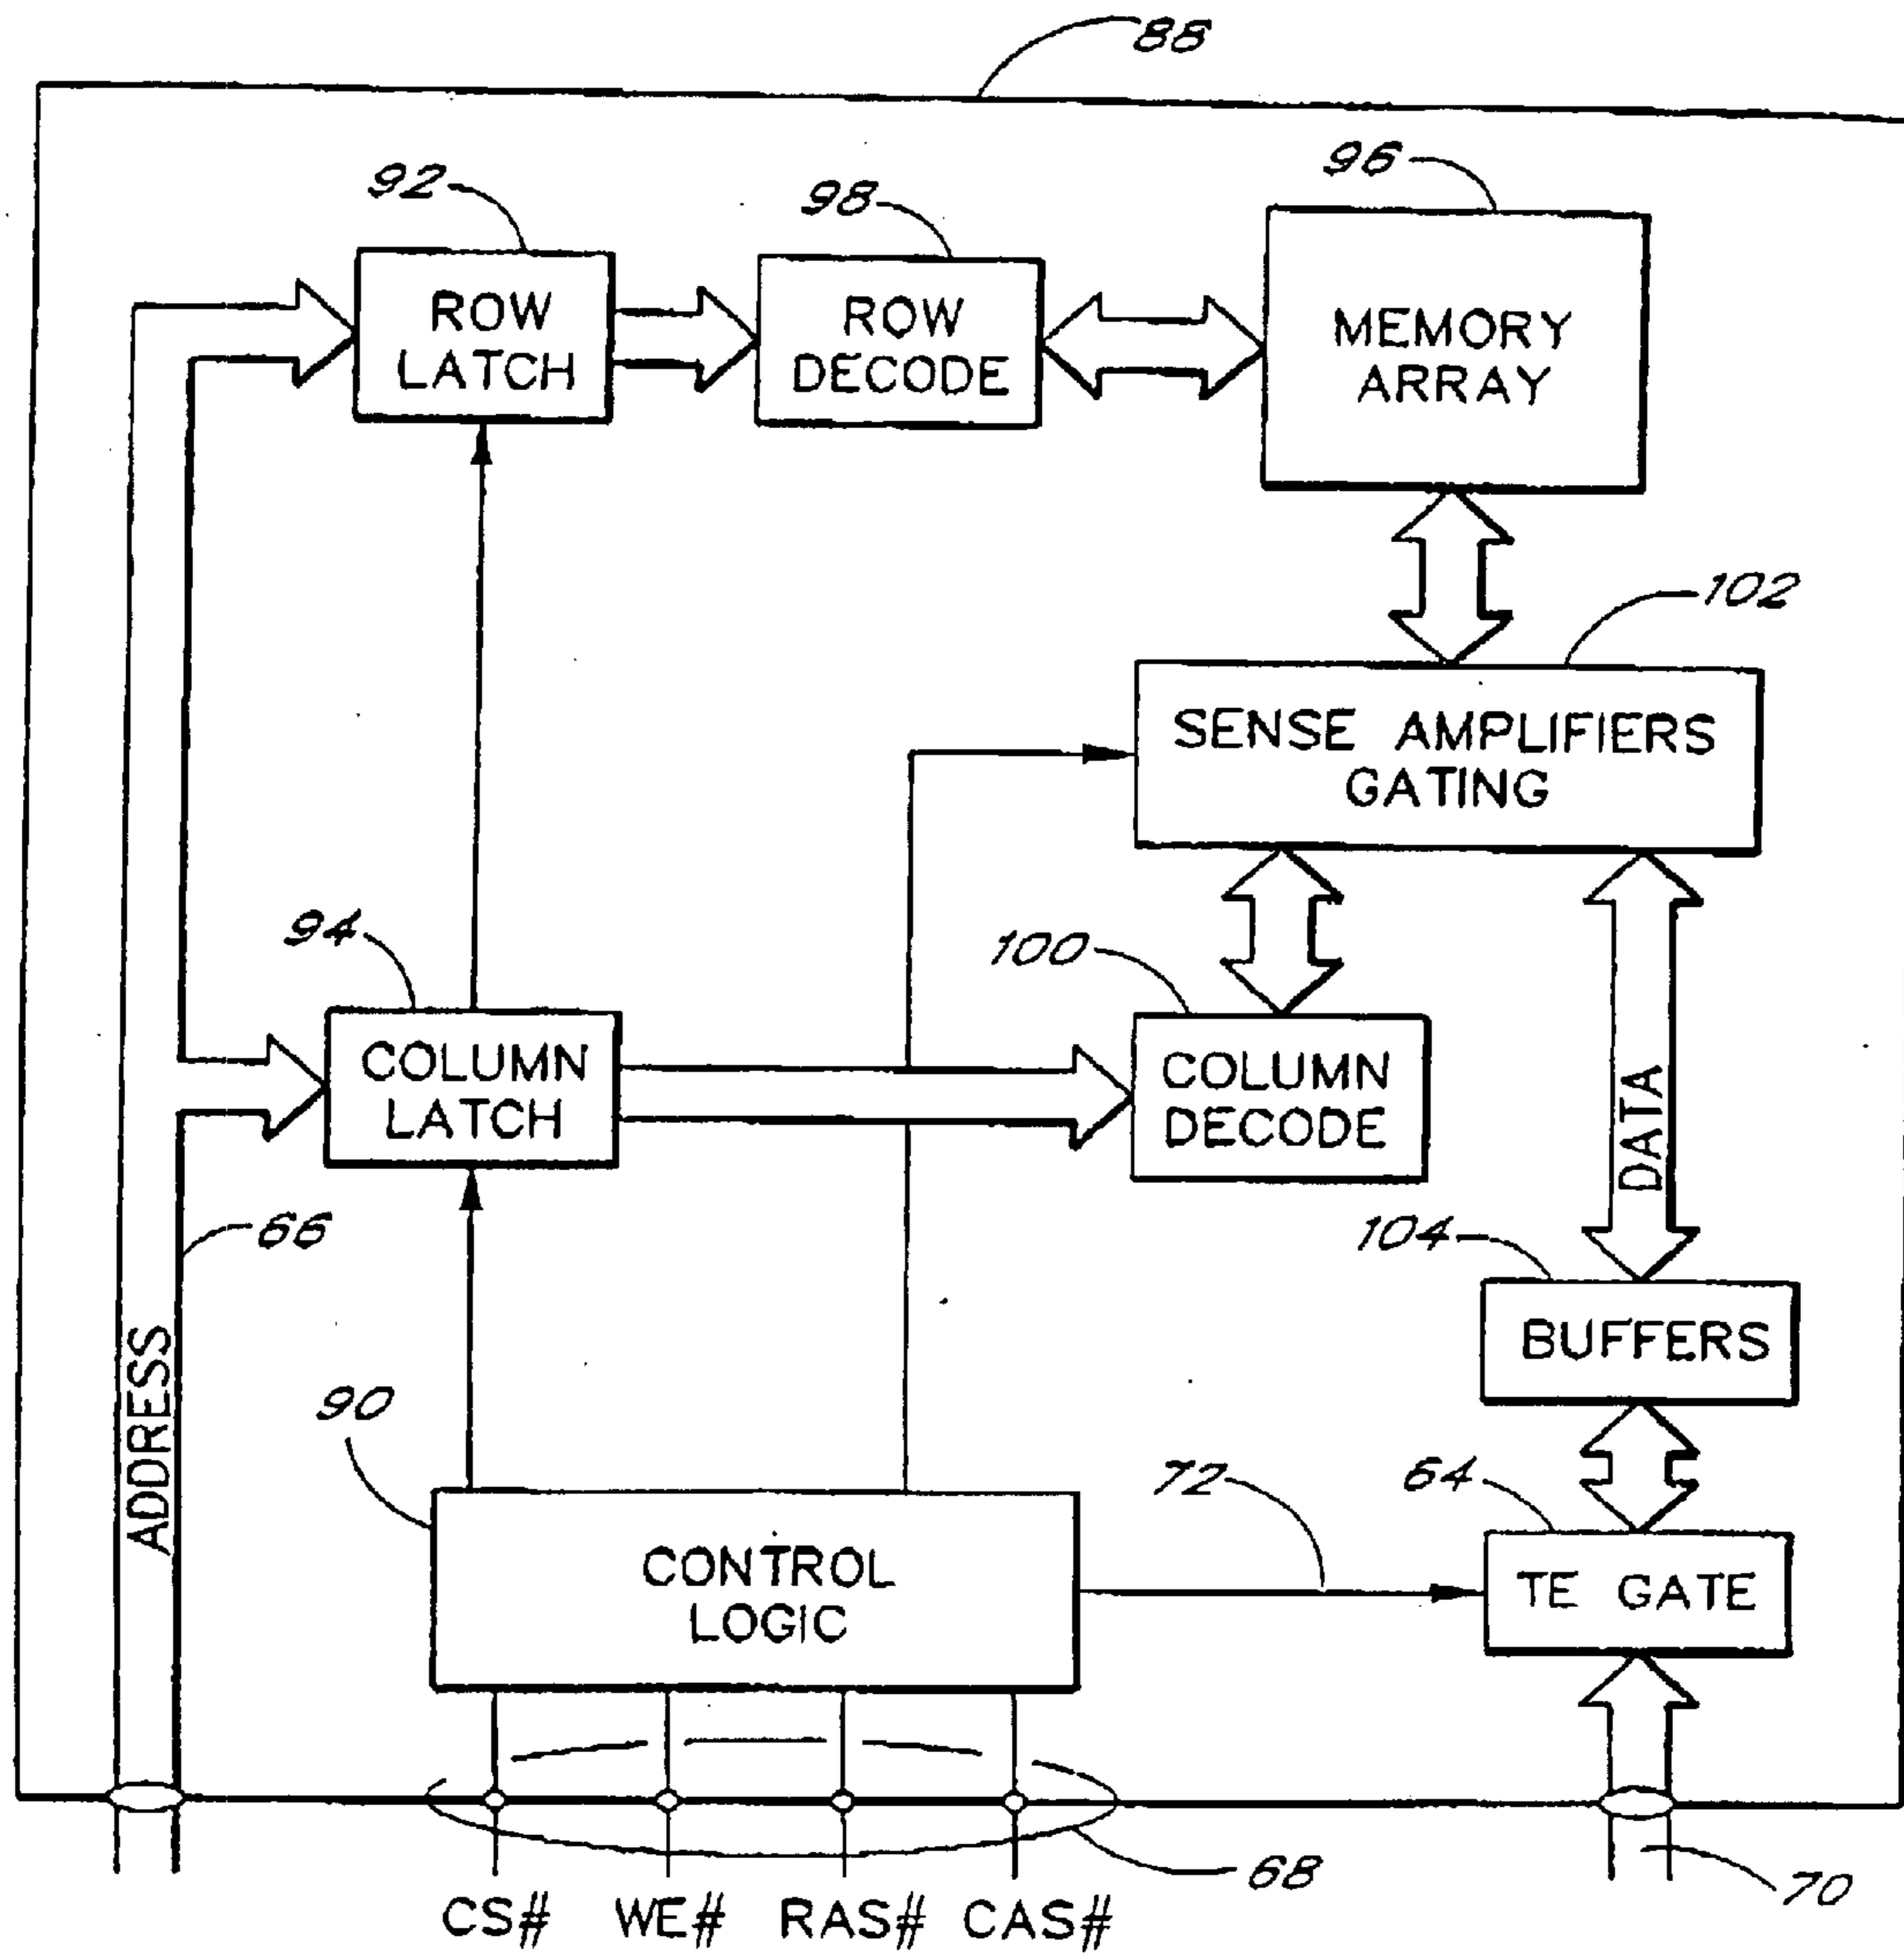 88
92
98
96
ROW
LATCH
ROW
DECODE
MEMORY
ARRAY
102
SENSE AMPLIFIERS
GATING
94
100
COLUMN
LATCH
COLUMN
DECODE
DATA
66
104
BUFFERS
ADDRESS
90
72
64
CONTROL
LOGIC
TE GATE
68
70
CS# WE# RAS# CAS#